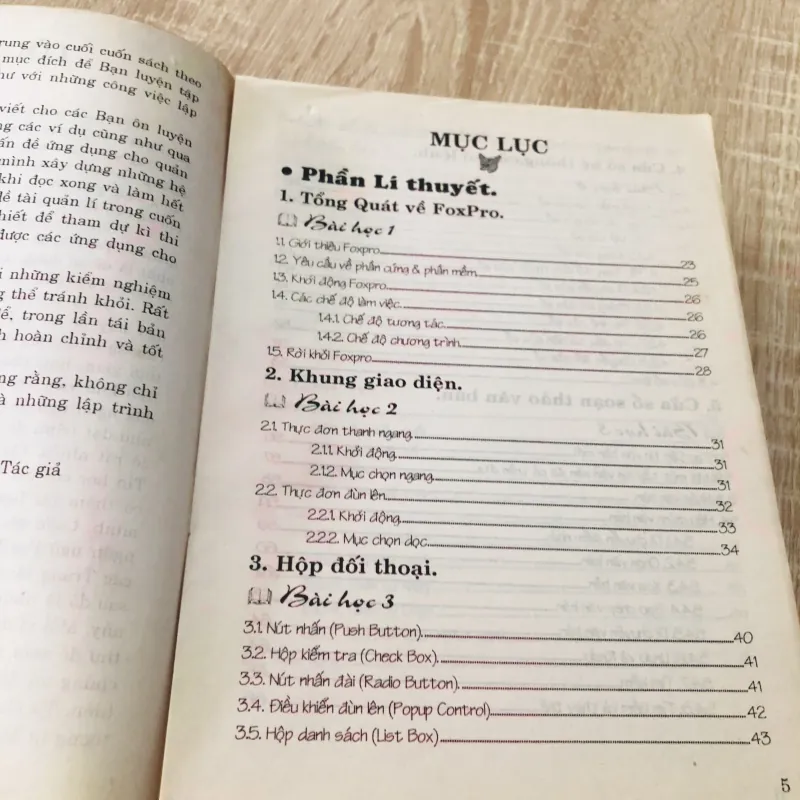 rung vào cuối cuốn sách theo
mục đích để Bạn luyện tập
hư với những công việc lập
viết cho các Bạn ôn luyện
ng các ví dụ cũng như qua
ấn đề ứng dụng cho quản
mình xây dựng những hệ
khi đọc xong và làm hết
đề tài quản lí trong cuốn
thiết để tham dự kì thi
được các ứng dụng cho
i những kiểm nghiệm
g thể tránh khỏi. Rất
để, trong lần tái bản
h hoàn chỉnh và tốt
ng rằng, không chỉ
à những lập trình
Tác giả
MỤC LỤC
• Phần Lí thuyết.
1. Tổng Quát về FoxPro.
Bài học 1
1.1. Giới thiệu Foxpro 23
1.2. Yêu cầu về phần cứng & phần mềm 25
1.3. Khởi động Foxpro 26
1.4. Các chế độ làm việc 26
1.4.1. Chế độ tương tác 26
1.4.2. Chế độ chương trình 27
1.5. Rời khỏi Foxpro 28
2. Khung giao diện.
Bài học 2
2.1. Thực đơn thanh ngang 31
2.1.1. Khởi động 31
2.1.2. Mục chọn ngang 31
2.2. Thực đơn đùn lên 32
2.2.1. Khởi động 33
2.2.2. Mục chọn dọc 34
3. Hộp đối thoại.
Bài học 3
3.1. Nút nhấn (Push Button) 40
3.2. Hộp kiểm tra (Check Box) 41
3.3. Nút nhấn đài (Radio Button) 41
3.4. Điều khiển đùn lên (Popup Control) 42
3.5. Hộp danh sách (List Box) 43
5